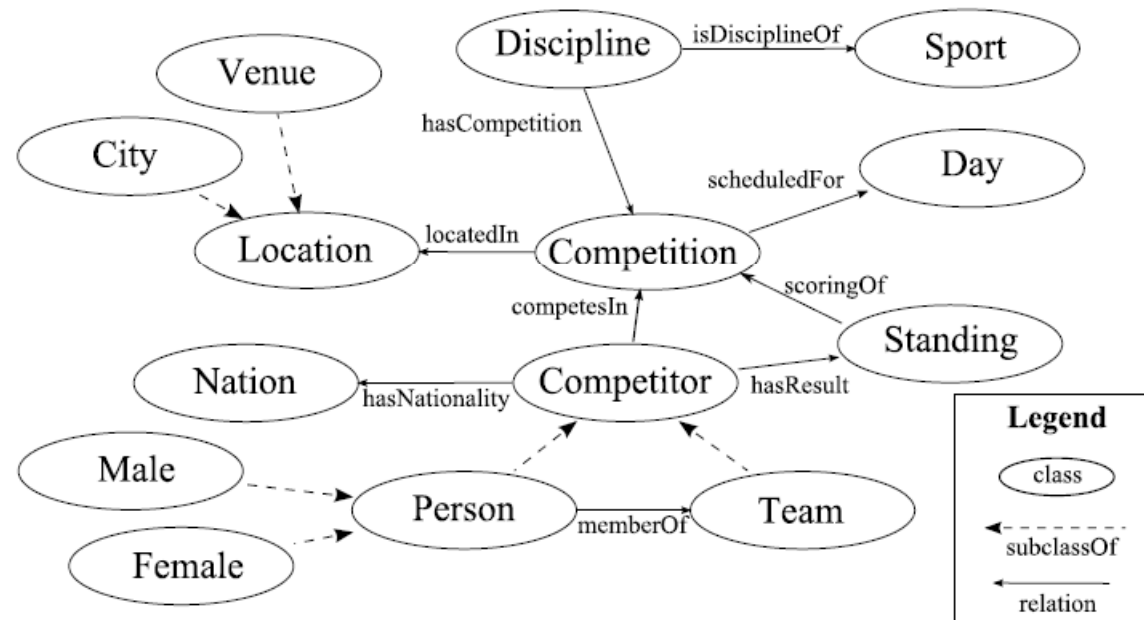 Discipline
isDisciplineOf
Sport
Venue
hasCompetition
City
scheduledFor
Day
Location
locatedIn
Competition
scoringOf
competesIn
Standing
Nation
hasNationality
Competitor
hasResult
Legend
Male
class
Person
memberOf
Team
subclassOf
Female
relation